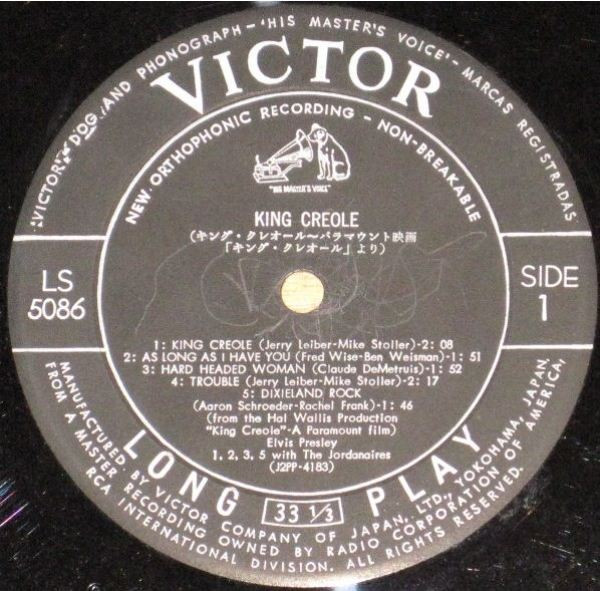 "VICTOR", "DOG, AND PHONOGRAPH – 'HIS MASTER'S VOICE' – MARCAS REGISTRADAS
VICTOR
NEW ORTHOPHONIC RECORDING – NON-BREAKABLE
"HIS MASTER'S VOICE"
KING CREOLE
(キング・クレオール〜パラマウント映画
「キング・クレオール」より)
LS
5086
SIDE
1
1: KING CREOLE (Jerry Leiber-Mike Stoller)-2: 08
2: AS LONG AS I HAVE YOU (Fred Wise-Ben Weisman)-1: 51
3: HARD HEADED WOMAN (Claude DeMetruis)-1: 52
4: TROUBLE (Jerry Leiber-Mike Stoller)-2: 17
5: DIXIELAND ROCK
(Aaron Schroeder-Rachel Frank)-1: 46
(from the Hal Wallis Production
"King Creole"-A Paramount film)
Elvis Presley
1, 2, 3, 5 with The Jordanaires
(J2PP-4183)
LONG 33 1/3 PLAY
MANUFACTURED BY VICTOR COMPANY OF JAPAN, LTD., YOKOHAMA, JAPAN,
FROM A MASTER RECORDING OWNED BY RADIO CORPORATION OF AMERICA,
RCA INTERNATIONAL DIVISION. ALL RIGHTS RESERVED.